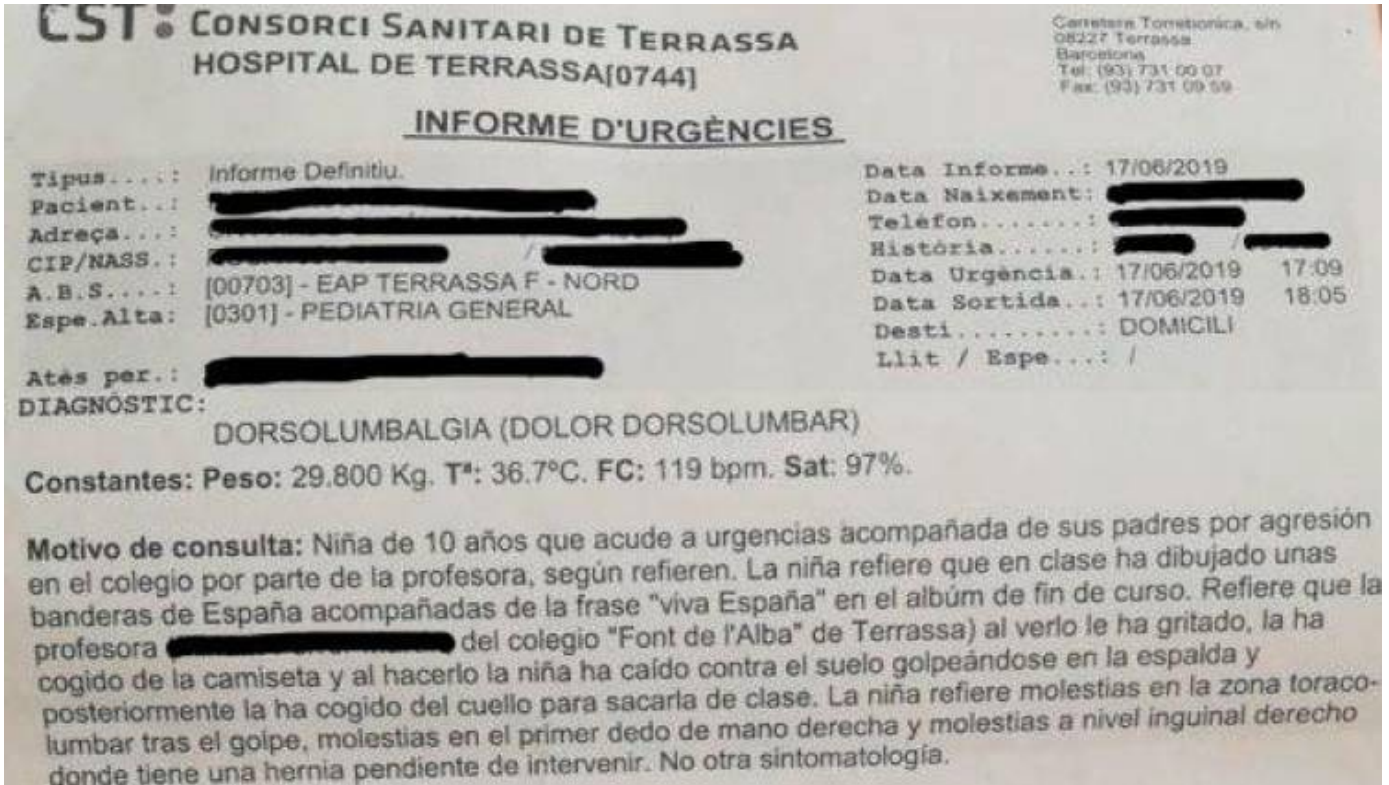 CST: CONSORCI SANITARI DE TERRASSA
HOSPITAL DE TERRASSA[0744]
Carretera Torrebonica, s/n
08227 Terrassa
Barcelona
Tel: (93) 731 00 07
Fax: (93) 731 09 59
INFORME D'URGÈNCIES
Tipus....: Informe Definitiu.
Pacient..:
Adreça...:
CIP/NASS.: /
A.B.S....: [00703] - EAP TERRASSA F - NORD
Espe.Alta: [0301] - PEDIATRIA GENERAL
Atès per.:
Data Informe..: 17/06/2019
Data Naixement:
Telèfon.......:
Història......: /
Data Urgència.: 17/06/2019 17:09
Data Sortida..: 17/06/2019 18:05
Destí.........: DOMICILI
Llit / Espe...: /
DIAGNÒSTIC:
DORSOLUMBALGIA (DOLOR DORSOLUMBAR)
Constantes: Peso: 29.800 Kg. Tª: 36.7ºC. FC: 119 bpm. Sat: 97%.
Motivo de consulta: Niña de 10 años que acude a urgencias acompañada de sus padres por agresión
en el colegio por parte de la profesora, según refieren. La niña refiere que en clase ha dibujado unas
banderas de España acompañadas de la frase "viva España" en el albúm de fin de curso. Refiere que la
profesora del colegio "Font de l'Alba" de Terrassa) al verlo le ha gritado, la ha
cogido de la camiseta y al hacerlo la niña ha caído contra el suelo golpeándose en la espalda y
posteriormente la ha cogido del cuello para sacarla de clase. La niña refiere molestias en la zona toraco-
lumbar tras el golpe, molestias en el primer dedo de mano derecha y molestias a nivel inguinal derecho
donde tiene una hernia pendiente de intervenir. No otra sintomatología.